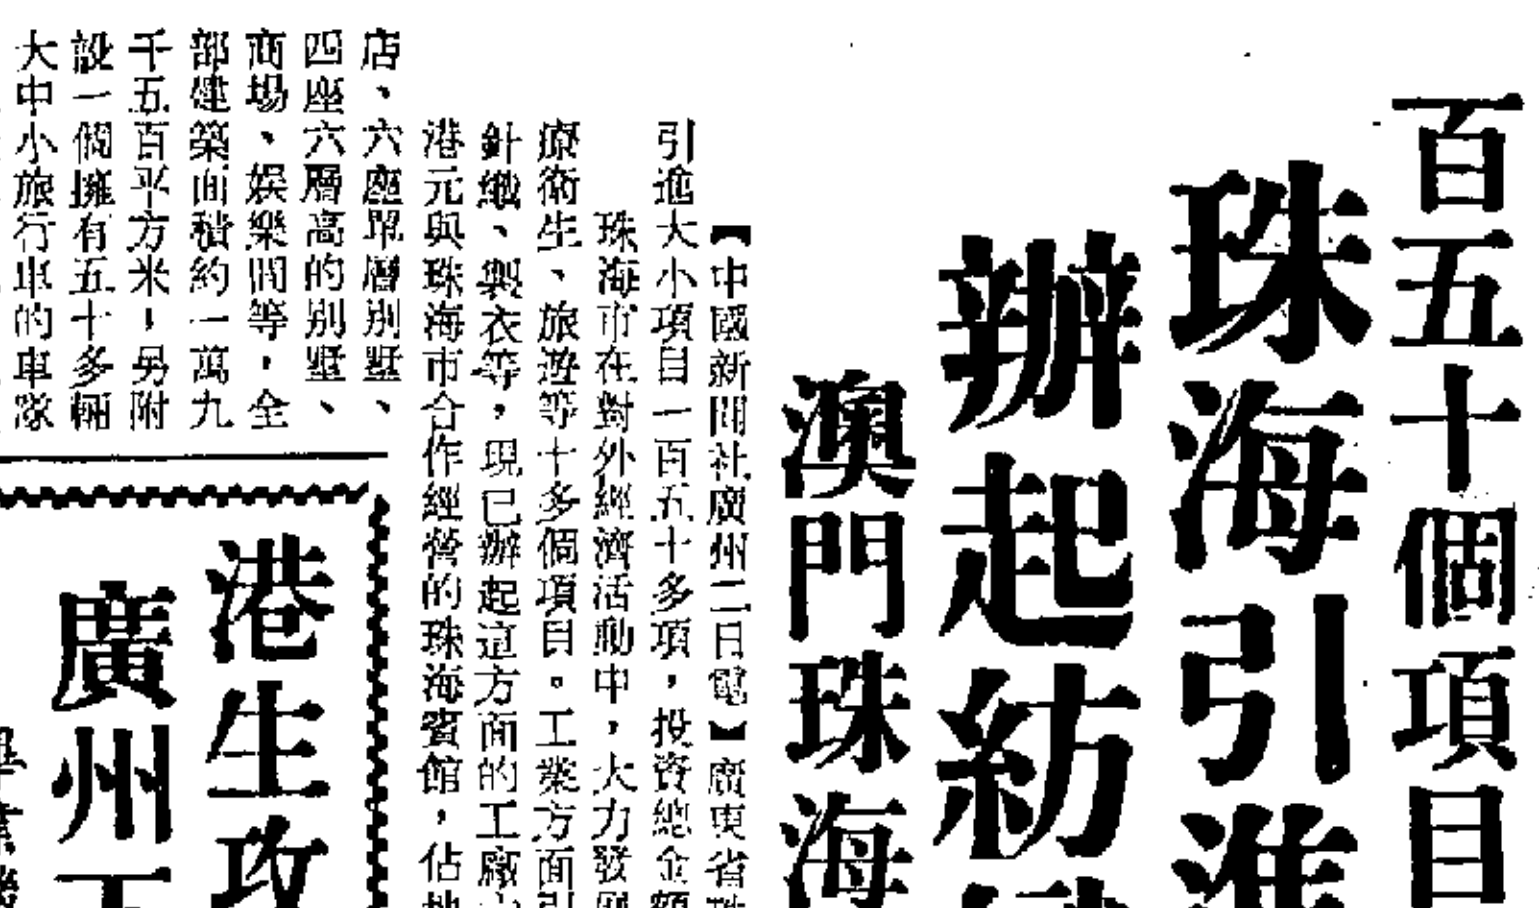 百五十個項目
珠海引進
辦起紡
澳門珠海
【中國新聞社廣州二日電】廣東省珠
引進大小項目一百五十多項，投資總金額
珠海市在對外經濟活動中，大力發展
療衛生、旅遊等十多個項目。工業方面引
針織、製衣等，現已辦起這方面的工廠
港元與珠海市合作經營的珠海賓館，佔地
店、六座單層别墅、
四座六層高的别墅、
商場、娛樂間等，全
部建築面積約一萬九
千五百平方米，另附
設一個擁有五十多輛
大中小旅行車的車隊
港生攻
廣州